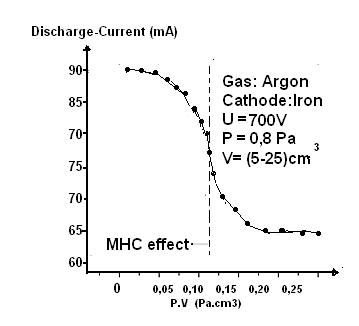 Discharge-Current (mA)
90
85
70
80
75
70
65
60
Gas: Argon
Cathode:Iron
U =700V
P = 0,8 Pa
V= (5-25)cm3
MHC effect
0 0,05 0,10 0,15 0,20 0,25
P.V (Pa.cm3)